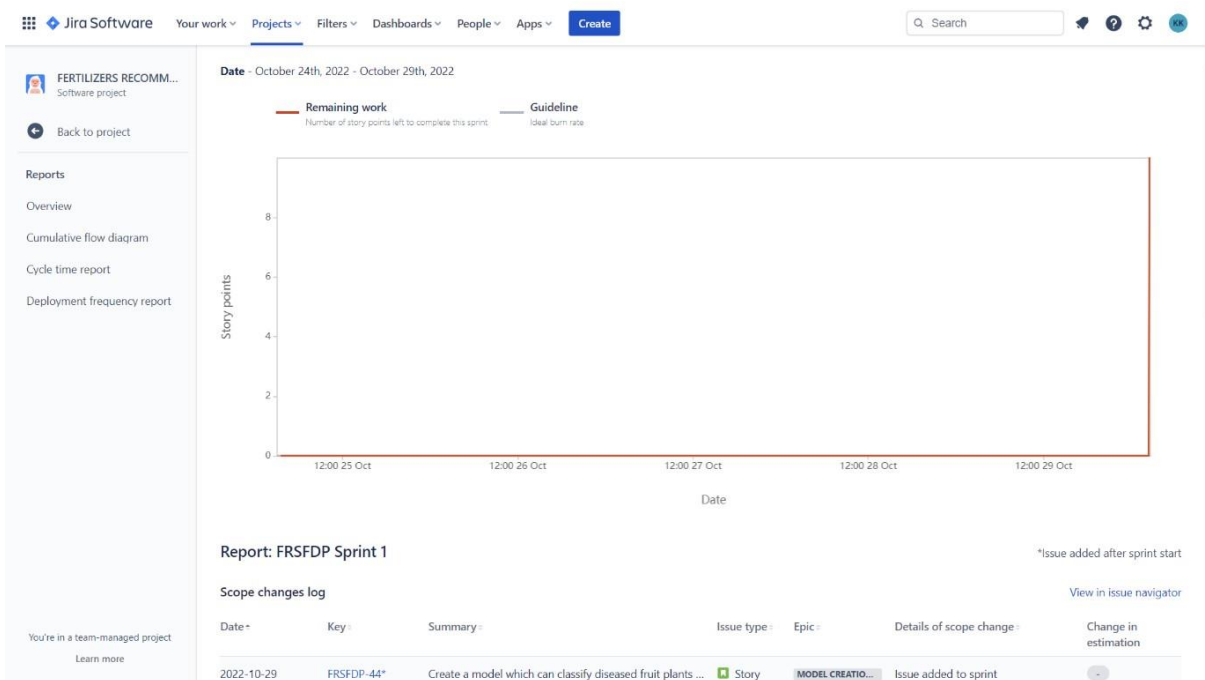 Jira Software Your work Projects Filters Dashboards People Apps Create Search KK
FERTILIZERS RECOMM...
Software project
Back to project
Reports
Overview
Cumulative flow diagram
Cycle time report
Deployment frequency report
You're in a team-managed project
Learn more
Date - October 24th, 2022 - October 29th, 2022
Remaining work
Number of story points left to complete this sprint
Guideline
Ideal burn rate
Story points
8
6
4
2
0
12:00 25 Oct 12:00 26 Oct 12:00 27 Oct 12:00 28 Oct 12:00 29 Oct
Date
Report: FRSFDP Sprint 1 *Issue added after sprint start
Scope changes log View in issue navigator
Date Key Summary Issue type Epic Details of scope change Change in
estimation
2022-10-29 FRSFDP-44* Create a model which can classify diseased fruit plants ... Story MODEL CREATIO... Issue added to sprint -